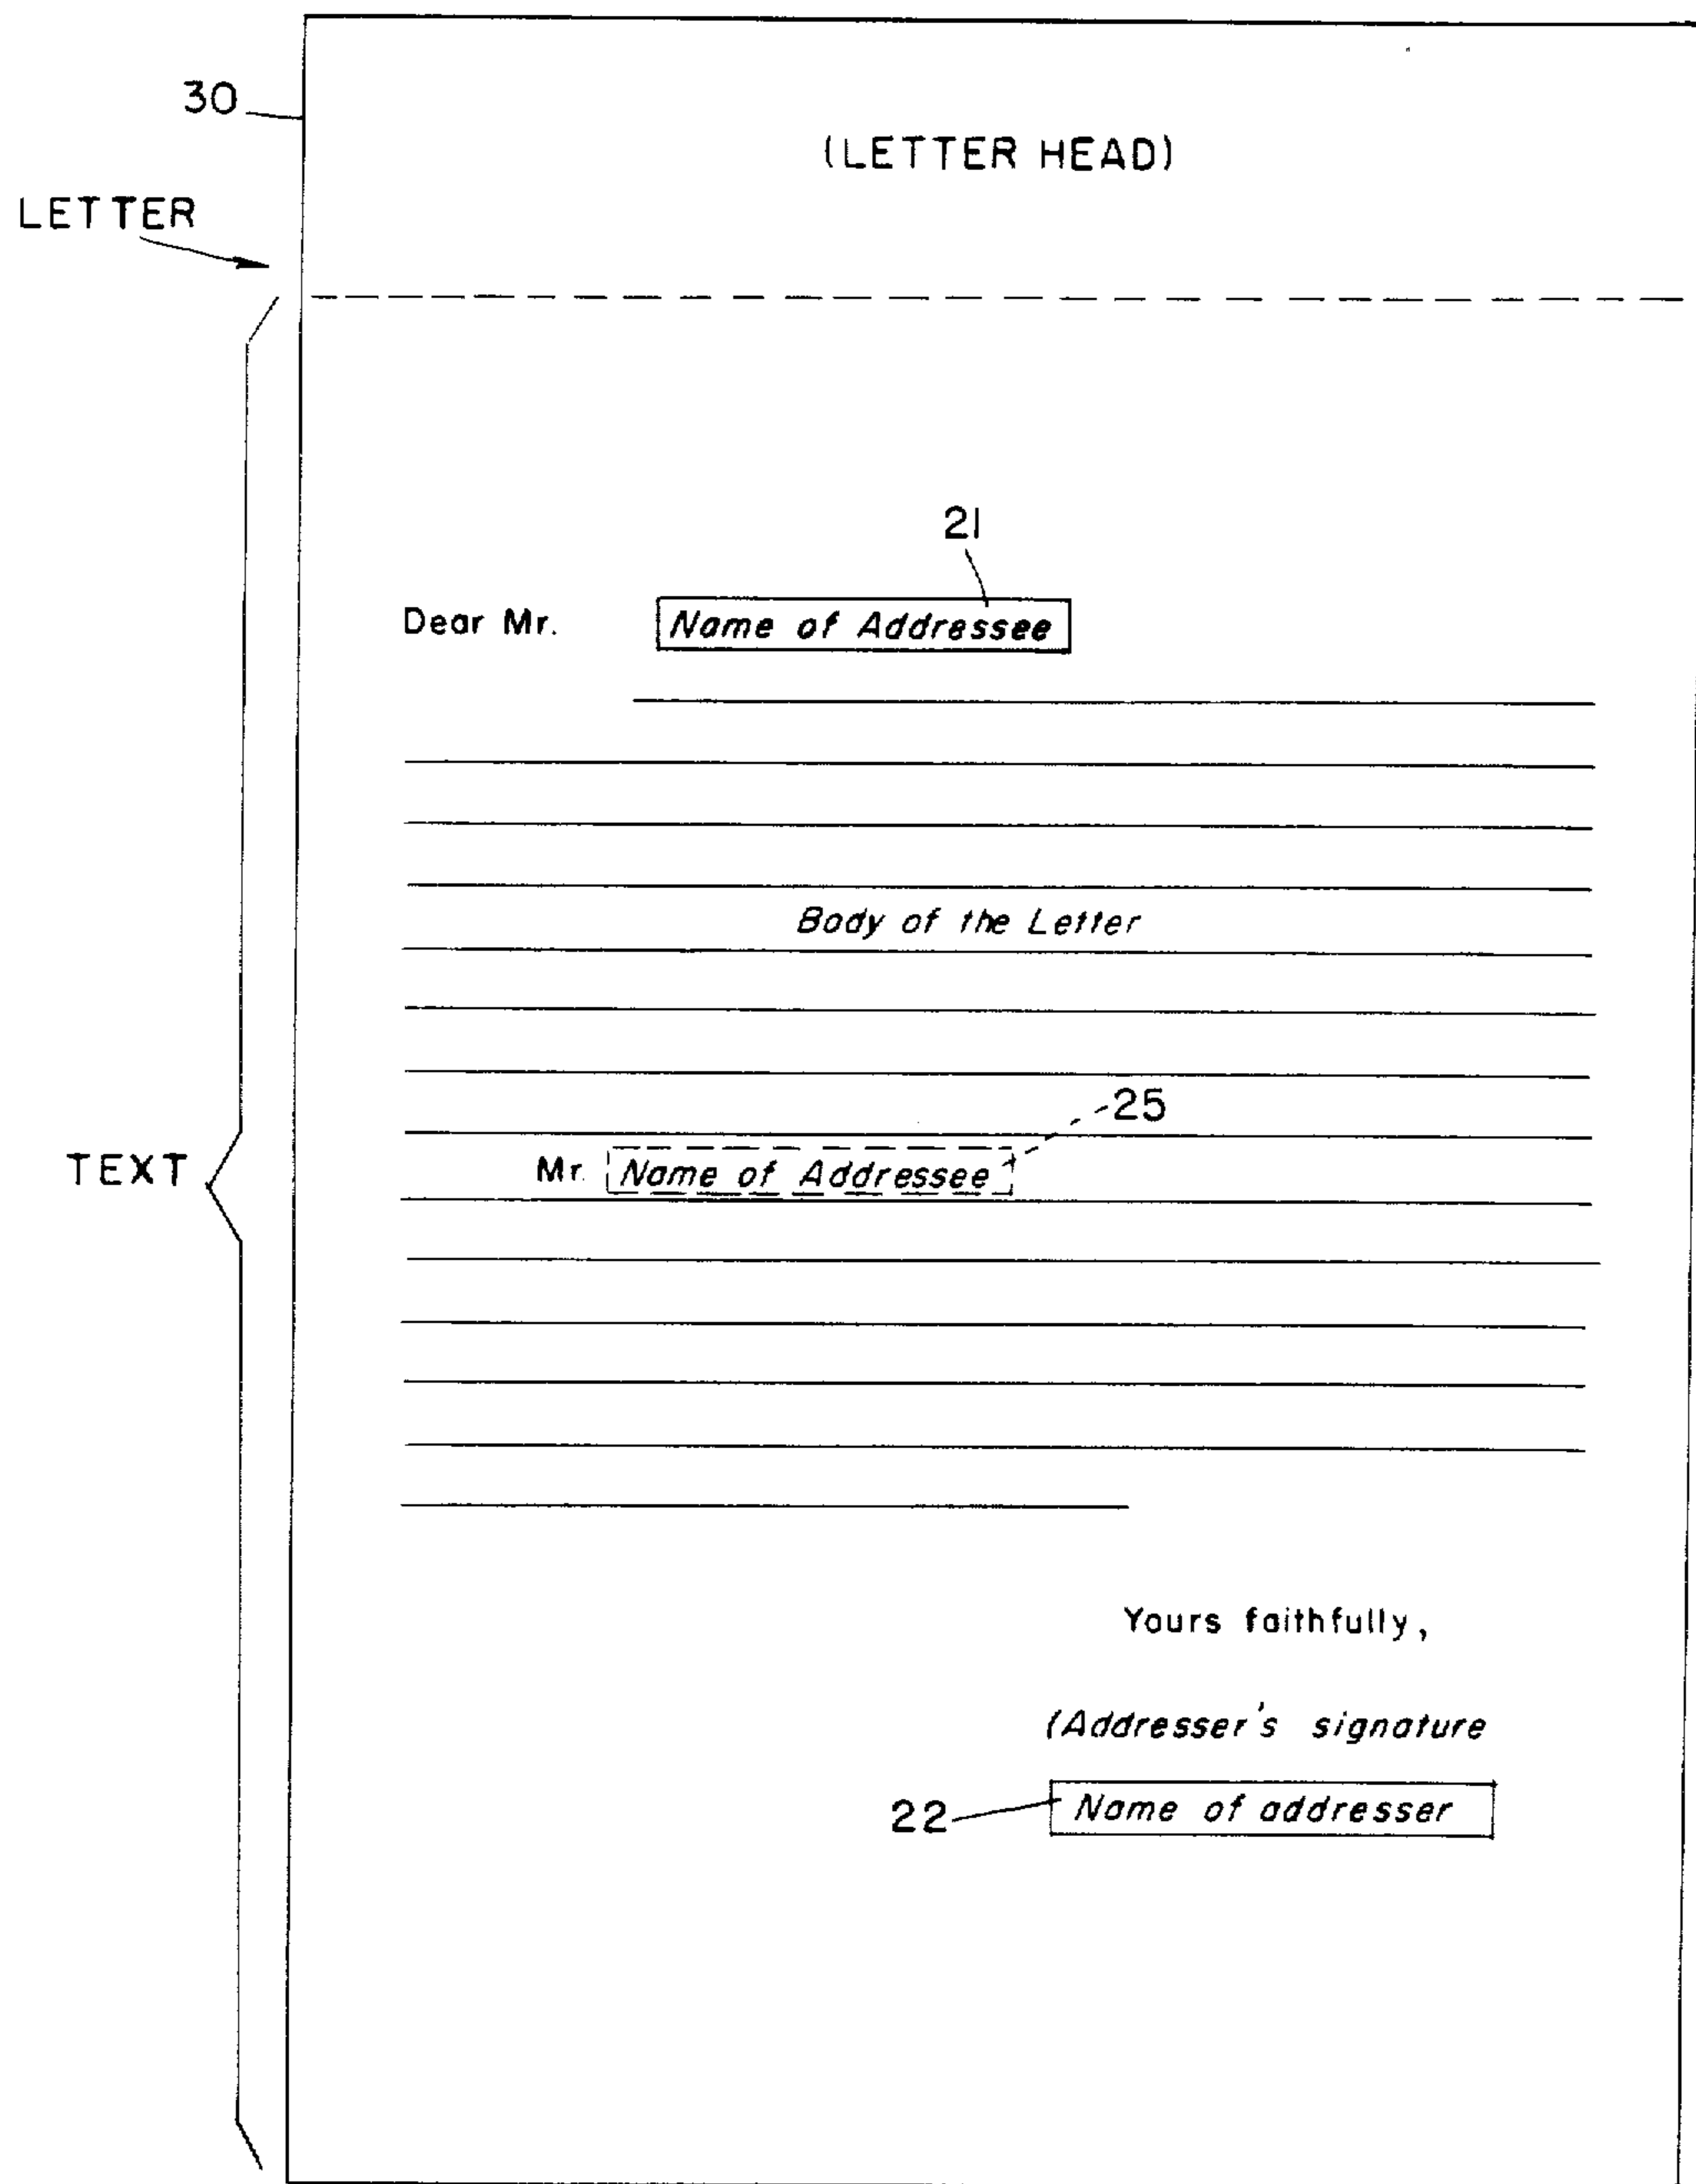 30
(LETTER HEAD)
LETTER
21
Dear Mr. Name of Addressee
Body of the Letter
25
TEXT
Mr. Name of Addressee
Yours faithfully,
(Addresser's signature
22 Name of addresser